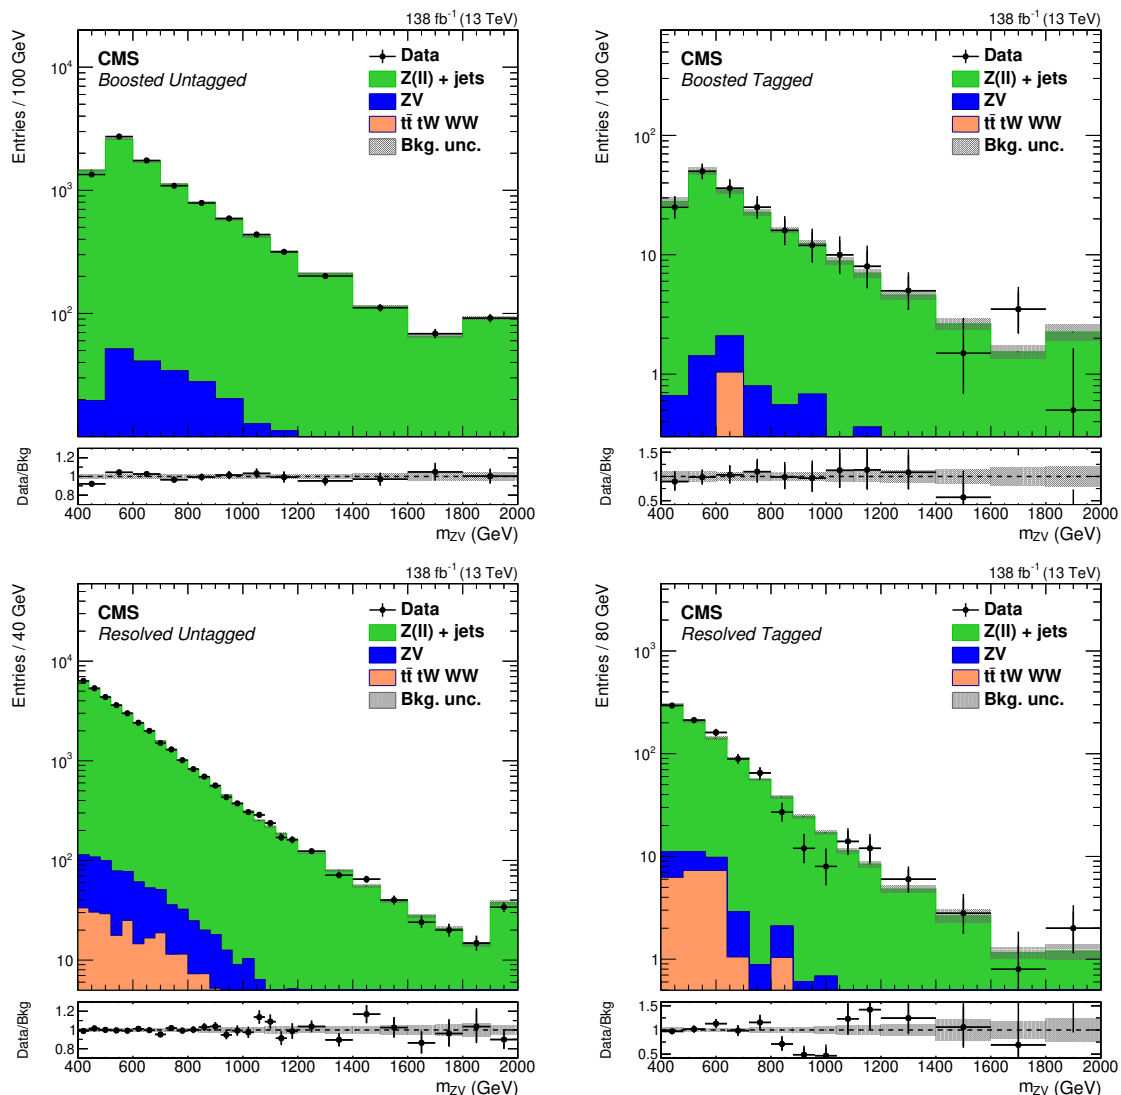 138 fb⁻¹ (13 TeV)
CMS
Boosted Untagged
Data
Z(ll) + jets
ZV
tt̄ tW WW
Bkg. unc.
Entries / 100 GeV
10⁴
10³
10²
Data/Bkg
1.2
1
0.8
400 600 800 1000 1200 1400 1600 1800 2000
m_ZV (GeV)
138 fb⁻¹ (13 TeV)
CMS
Boosted Tagged
Data
Z(ll) + jets
ZV
tt̄ tW WW
Bkg. unc.
Entries / 100 GeV
10²
10
1
Data/Bkg
1.5
1
0.5
400 600 800 1000 1200 1400 1600 1800 2000
m_ZV (GeV)
138 fb⁻¹ (13 TeV)
CMS
Resolved Untagged
Data
Z(ll) + jets
ZV
tt̄ tW WW
Bkg. unc.
Entries / 40 GeV
10⁴
10³
10²
10
Data/Bkg
1.2
1
0.8
400 600 800 1000 1200 1400 1600 1800 2000
m_ZV (GeV)
138 fb⁻¹ (13 TeV)
CMS
Resolved Tagged
Data
Z(ll) + jets
ZV
tt̄ tW WW
Bkg. unc.
Entries / 80 GeV
10³
10²
10
1
Data/Bkg
1.5
1
0.5
400 600 800 1000 1200 1400 1600 1800 2000
m_ZV (GeV)